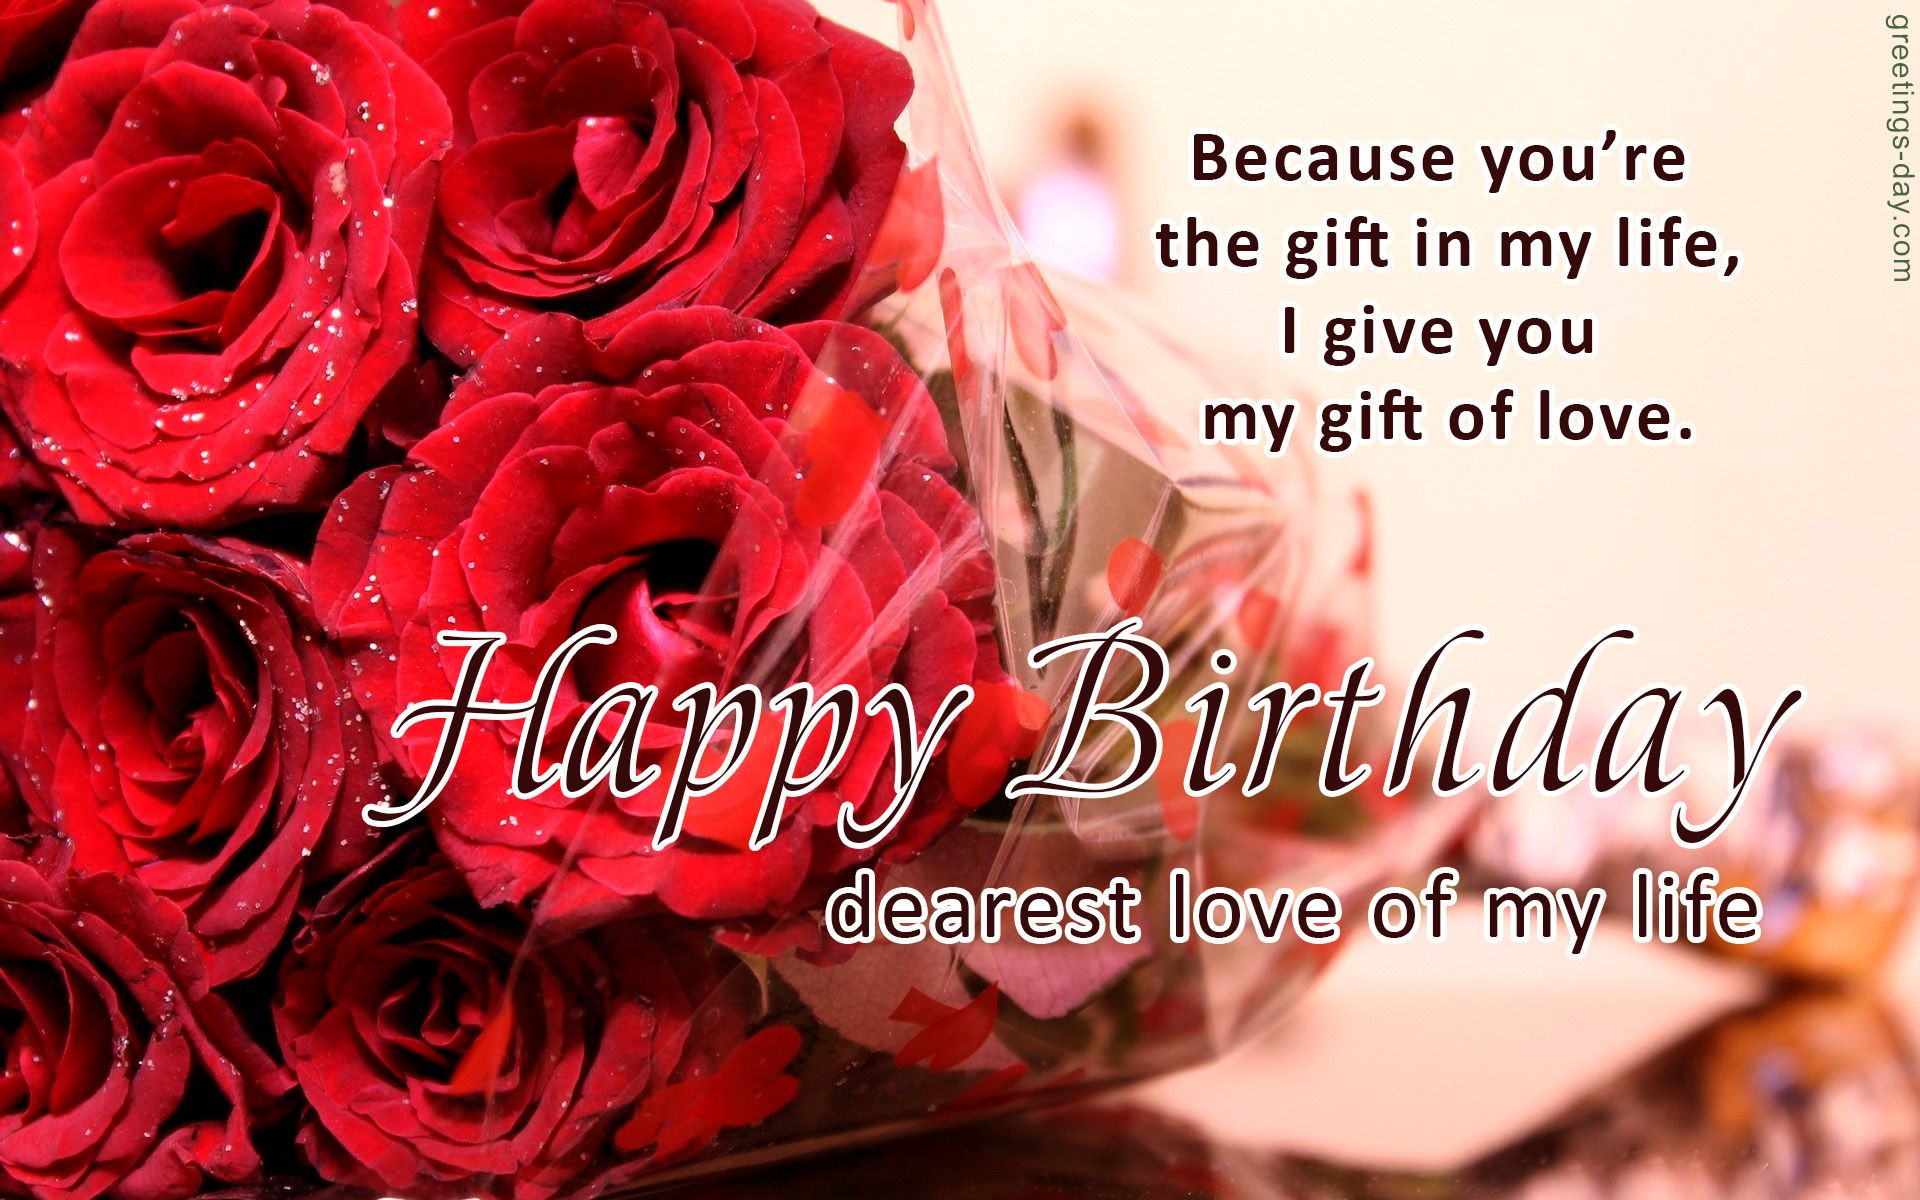 Because you’re
the gift in my life,
I give you
my gift of love.
Happy Birthday
dearest love of my life
greetings-day.com